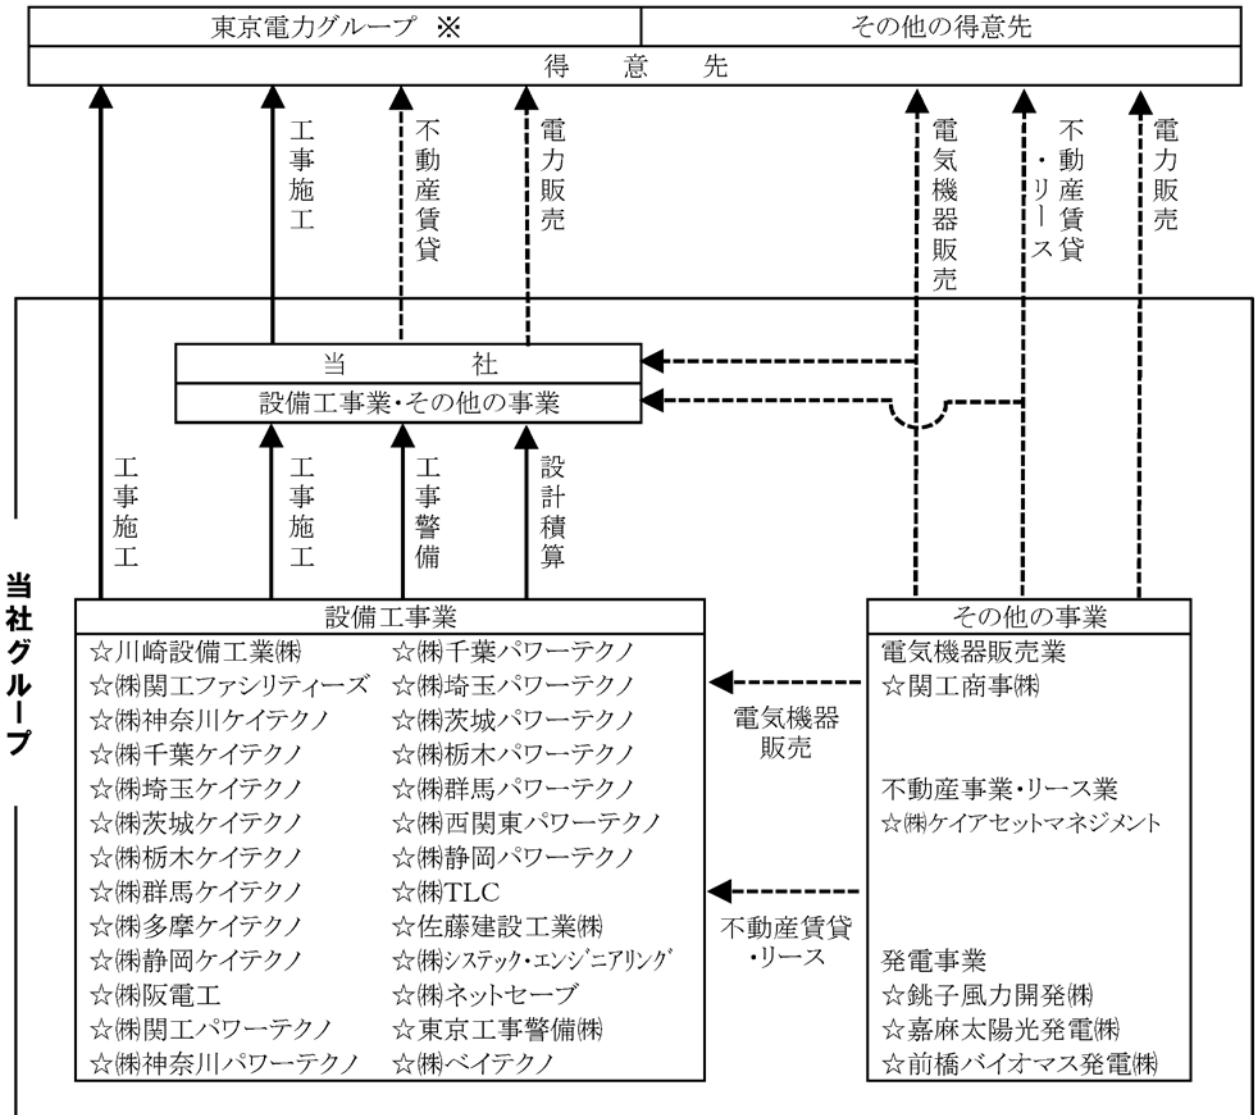 東京電力グループ ※
その他の得意先
得意先
工事施工
不動産賃貸
電力販売
電気機器販売
不動産賃貸
・リース
電力販売
当社
設備工事業・その他の事業
工事施工
工事施工
工事警備
設計積算
当社グループ
設備工事業
☆川崎設備工業㈱
☆㈱関工ファシリティーズ
☆㈱神奈川ケイテクノ
☆㈱千葉ケイテクノ
☆㈱埼玉ケイテクノ
☆㈱茨城ケイテクノ
☆㈱栃木ケイテクノ
☆㈱群馬ケイテクノ
☆㈱多摩ケイテクノ
☆㈱静岡ケイテクノ
☆㈱阪電工
☆㈱関工パワーテクノ
☆㈱神奈川パワーテクノ
☆㈱千葉パワーテクノ
☆㈱埼玉パワーテクノ
☆㈱茨城パワーテクノ
☆㈱栃木パワーテクノ
☆㈱群馬パワーテクノ
☆㈱西関東パワーテクノ
☆㈱静岡パワーテクノ
☆㈱TLC
☆佐藤建設工業㈱
☆㈱システック・エンジニアリング
☆㈱ネットセーブ
☆東京工事警備㈱
☆㈱ベイテクノ
電気機器
販売
不動産賃貸
・リース
その他の事業
電気機器販売業
☆関工商事㈱
不動産事業・リース業
☆㈱ケイアセットマネジメント
発電事業
☆銚子風力開発㈱
☆嘉麻太陽光発電㈱
☆前橋バイオマス発電㈱